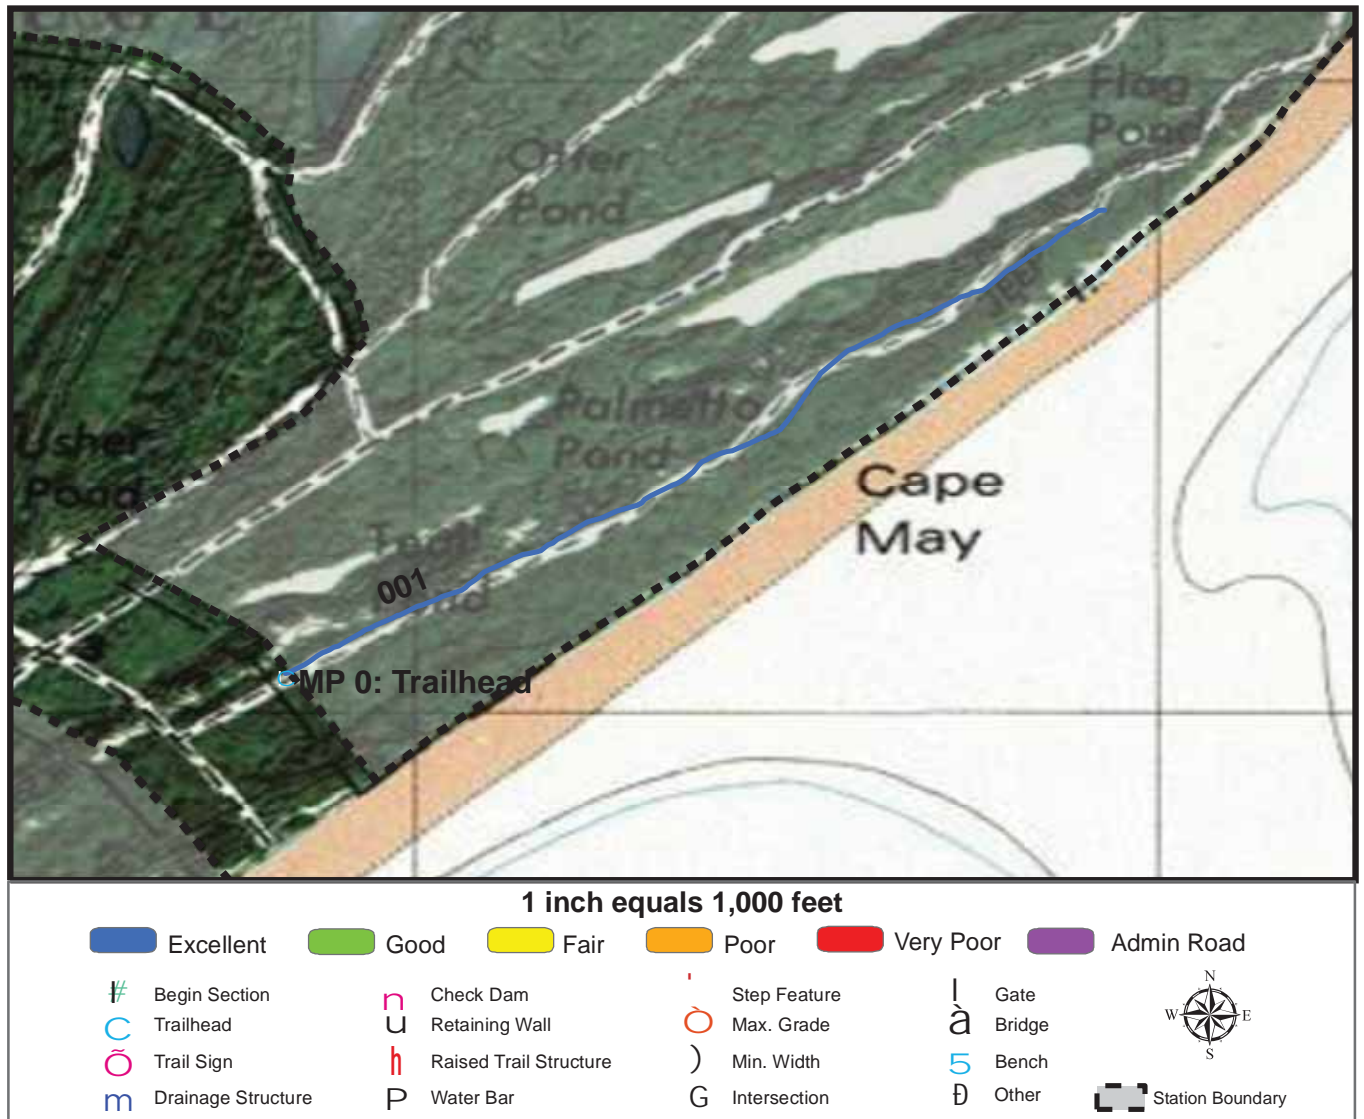 Flag
Pond
Otter
Pond
Palmetto
Pond
Usher
Pond
Cape
May
Teal
Pond
001
MP 0: Trailhead
1 inch equals 1,000 feet
Excellent Good Fair Poor Very Poor Admin Road
Begin Section Check Dam Step Feature Gate
Trailhead Retaining Wall Max. Grade Bridge
Trail Sign Raised Trail Structure Min. Width Bench
Drainage Structure Water Bar Intersection Other Station Boundary
N
W E
S